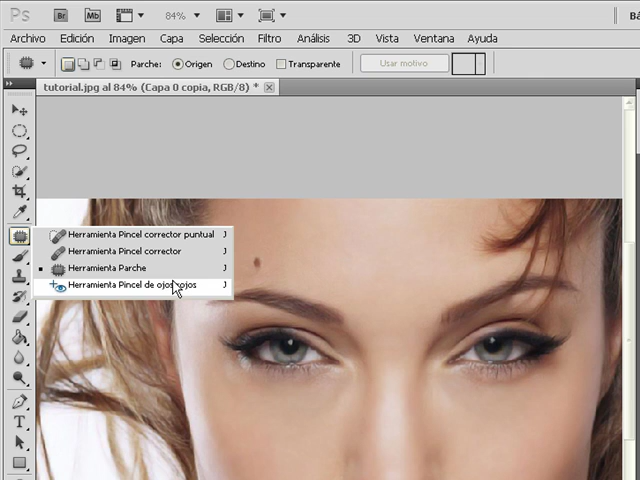 Ps Mb 84%
Bá
Archivo Edición Imagen Capa Selección Filtro Análisis 3D Vista Ventana Ayuda
Parche: Origen Destino Transparente Usar motivo
tutorial.jpg al 84% (Capa 0 copia, RGB/8) *
Herramienta Pincel corrector puntual J
Herramienta Pincel corrector J
Herramienta Parche J
Herramienta Pincel de ojos rojos J
T